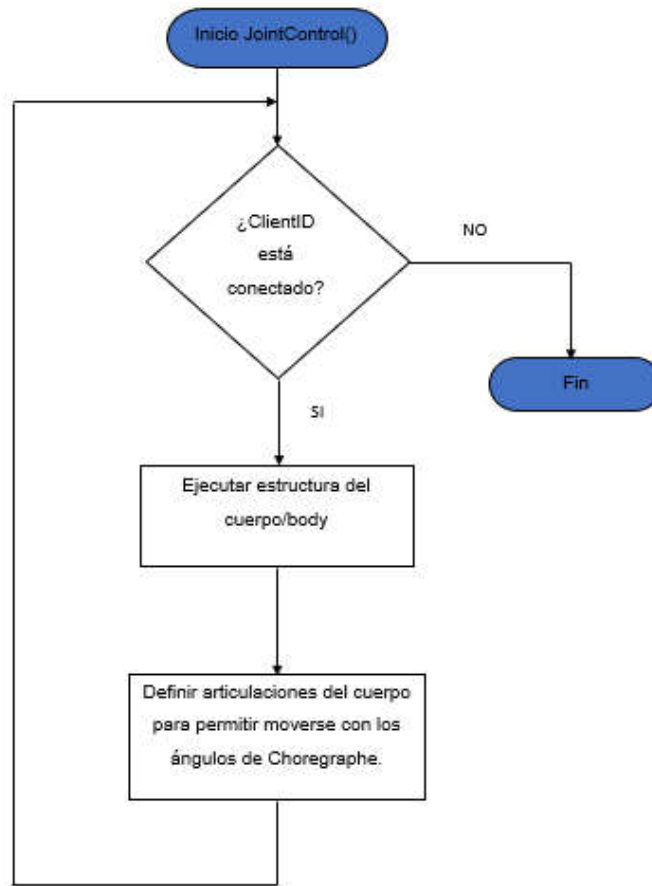 Inicio JointControl()
¿ClientID
está
conectado?
NO
Fin
SI
Ejecutar estructura del
cuerpo/body
Definir articulaciones del cuerpo
para permitir moverse con los
ángulos de Choregraphe.